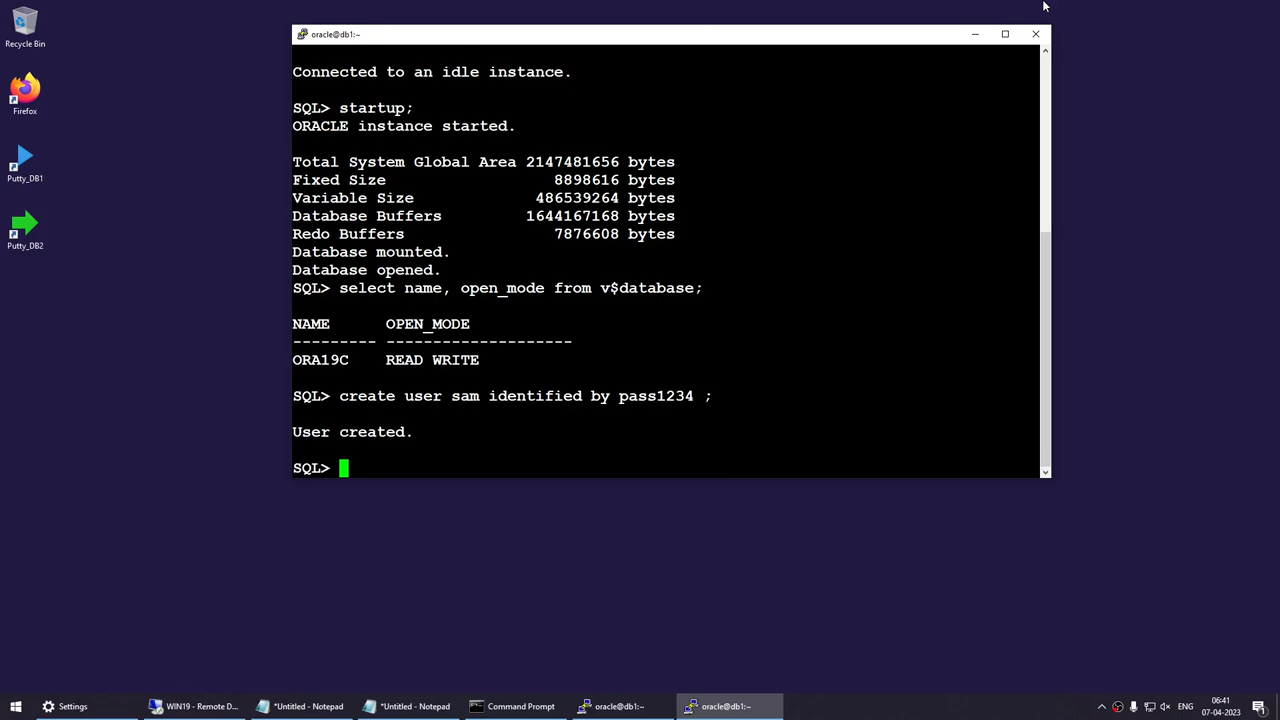 Recycle Bin
Firefox
Putty_DB1
Putty_DB2
oracle@db1:~
Connected to an idle instance.
SQL> startup;
ORACLE instance started.
Total System Global Area 2147481656 bytes
Fixed Size 8898616 bytes
Variable Size 486539264 bytes
Database Buffers 1644167168 bytes
Redo Buffers 7876608 bytes
Database mounted.
Database opened.
SQL> select name, open_mode from v$database;
NAME OPEN_MODE
--------- --------------------
ORA19C READ WRITE
SQL> create user sam identified by pass1234 ;
User created.
SQL>
Settings
WIN19 - Remote D...
*Untitled - Notepad
*Untitled - Notepad
Command Prompt
oracle@db1:~
oracle@db1:~
ENG
06:41
07-04-2023